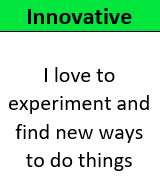 Innovative
I love to
experiment and
find new ways
to do things